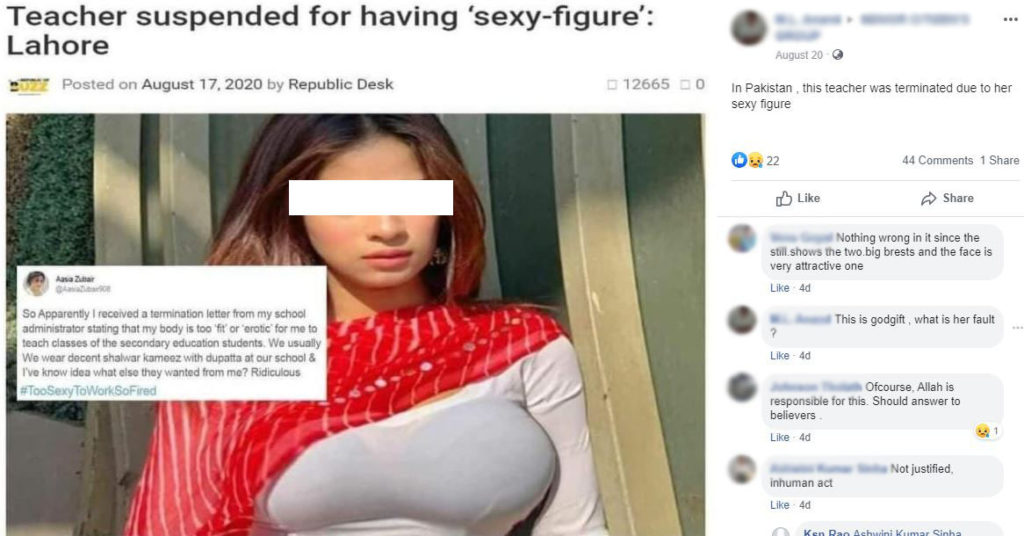 Teacher suspended for having ‘sexy-figure’:
Lahore
BUZZ
Posted on August 17, 2020 by Republic Desk
12665
0
Aasia Zubair
@AasiaZubair908
So Apparently I received a termination letter from my school
administrator stating that my body is too 'fit' or 'erotic' for me to
teach classes of the secondary education students. We usually
We wear decent shalwar kameez with dupatta at our school &
I've know idea what else they wanted from me? Ridiculous
#TooSexyToWorkSoFired
August 20
In Pakistan , this teacher was terminated due to her
sexy figure
22
44 Comments 1 Share
Like
Share
Nothing wrong in it since the
still.shows the two.big brests and the face is
very attractive one
Like · 4d
This is godgift , what is her fault
?
Like · 4d
Ofcourse, Allah is
responsible for this. Should answer to
believers .
1
Like · 4d
Not justified,
inhuman act
Like · 4d
Ksn Rao Ashwini Kumar Sinha